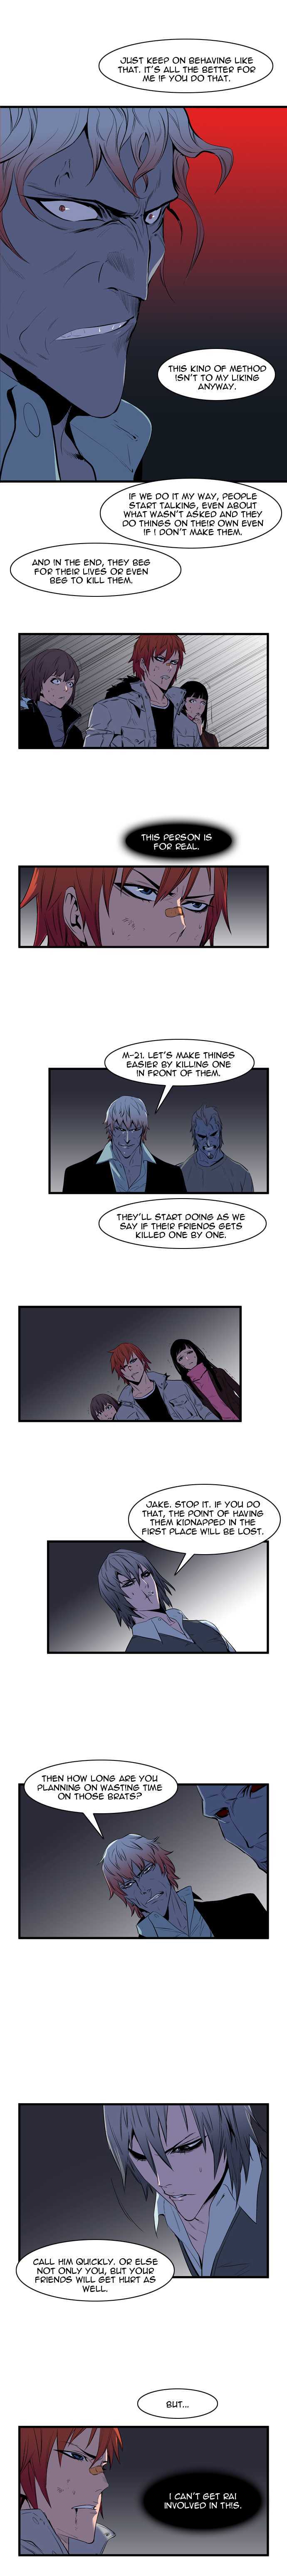 JUST KEEP ON BEHAVING LIKE
THAT. IT'S ALL THE BETTER FOR
ME IF YOU DO THAT.
THIS KIND OF METHOD
ISN'T TO MY LIKING
ANYWAY.
IF WE DO IT MY WAY, PEOPLE
START TALKING, EVEN ABOUT
WHAT WASN'T ASKED AND THEY
DO THINGS ON THEIR OWN EVEN
IF I DON'T MAKE THEM.
AND IN THE END, THEY BEG
FOR THEIR LIVES OR EVEN
BEG TO KILL THEM.
THIS PERSON IS
FOR REAL.
M-21. LET'S MAKE THINGS
EASIER BY KILLING ONE
IN FRONT OF THEM.
THEY'LL START DOING AS WE
SAY IF THEIR FRIENDS GETS
KILLED ONE BY ONE.
JAKE. STOP IT. IF YOU DO
THAT, THE POINT OF HAVING
THEM KIDNAPPED IN THE
FIRST PLACE WILL BE LOST.
THEN HOW LONG ARE YOU
PLANNING ON WASTING TIME
ON THOSE BRATS?
CALL HIM QUICKLY. OR ELSE
NOT ONLY YOU, BUT YOUR
FRIENDS WILL GET HURT AS
WELL.
BUT...
I CAN'T GET RAI
INVOLVED IN THIS.